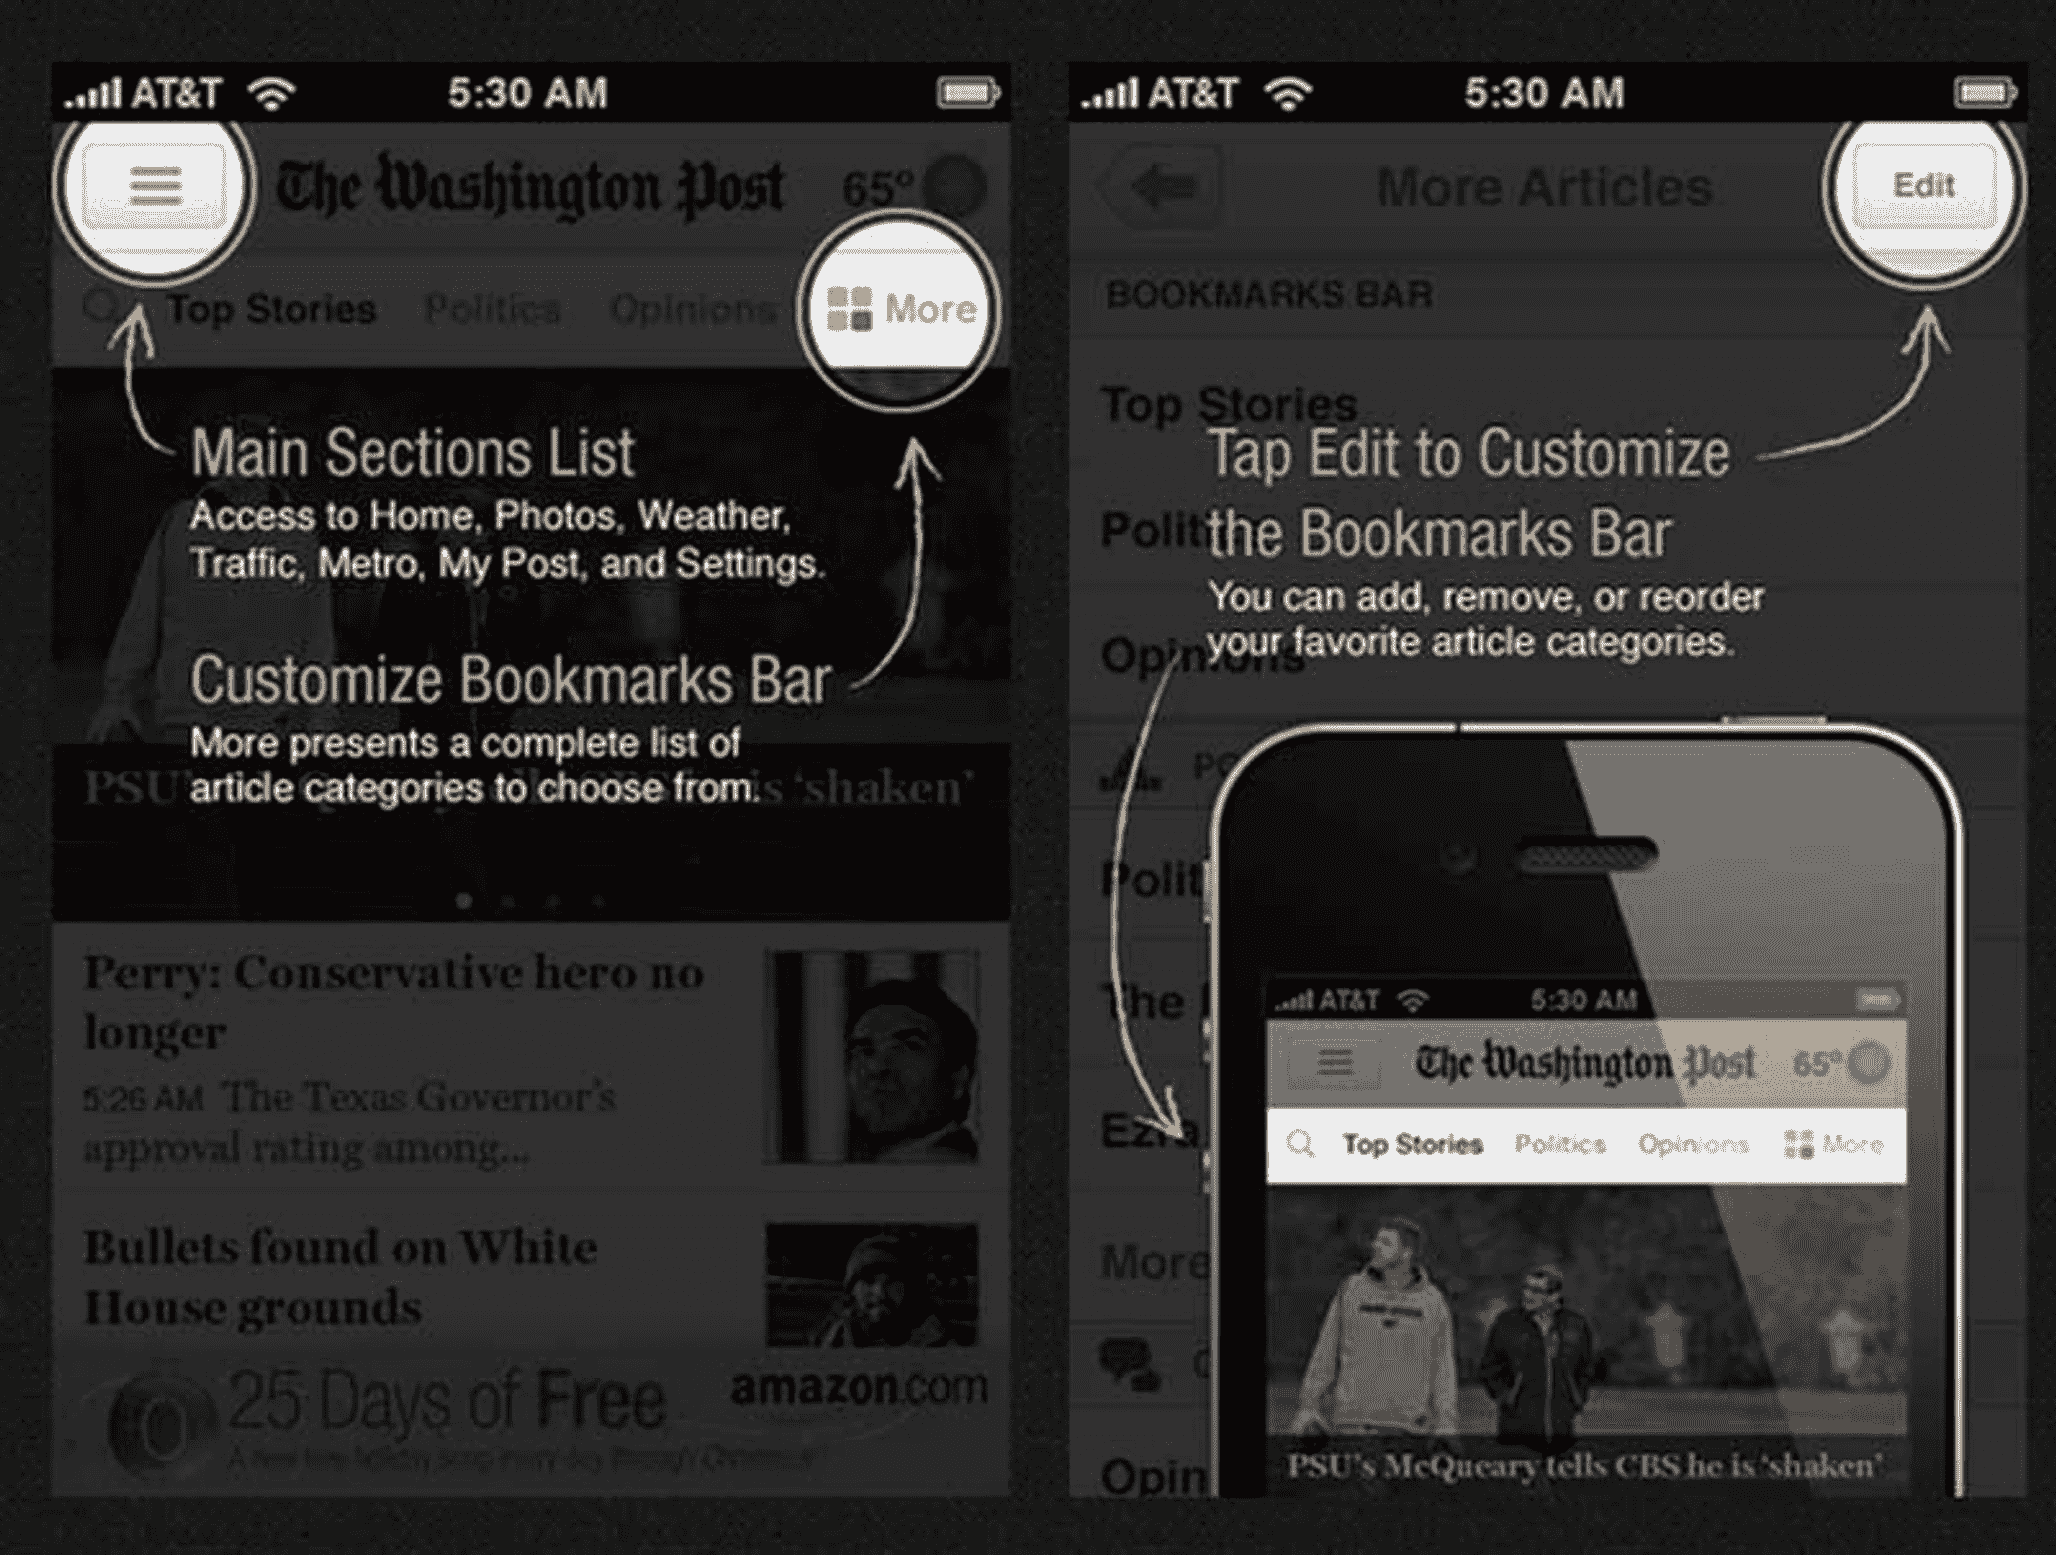 AT&T 5:30 AM
The Washington Post 65°
Top Stories Politics Opinions More
Main Sections List
Access to Home, Photos, Weather,
Traffic, Metro, My Post, and Settings.
Customize Bookmarks Bar
More presents a complete list of
article categories to choose from.
PSU' is 'shaken'
Perry: Conservative hero no
longer
5:26 AM The Texas Governor's
approval rating among...
Bullets found on White
House grounds
25 Days of Free
amazon.com
AT&T 5:30 AM
More Articles Edit
BOOKMARKS BAR
Top Stories
Tap Edit to Customize
the Bookmarks Bar
You can add, remove, or reorder
your favorite article categories.
Polit
Opinions
PO
Polit
The
Ezra
More
Opin
AT&T 5:30 AM
The Washington Post 65°
Top Stories Politics Opinions More
PSU's McQueary tells CBS he is 'shaken'